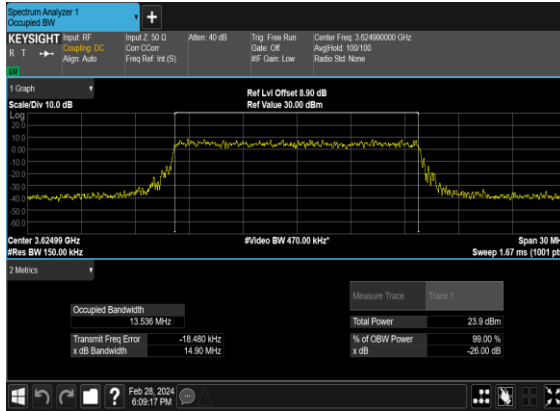 Spectrum Analyzer 1
Occupied BW
+
KEYSIGHT Input: RF Input Z: 50 Ω Atten: 40 dB Trig: Free Run Center Freq: 3.624990000 GHz
R T Coupling: DC Corr CCorr Gate: Off Avg|Hold: 100/100
Align: Auto Freq Ref: Int (S) #IF Gain: Low Radio Std: None
LV
1 Graph
Ref Lvl Offset 8.90 dB
Scale/Div 10.0 dB Ref Value 30.00 dBm
Log
20.0
10.0
0.00
-10.0
-20.0
-30.0
-40.0
-50.0
-60.0
Center 3.62499 GHz #Video BW 470.00 kHz* Span 30 MH
#Res BW 150.00 kHz Sweep 1.67 ms (1001 pt
2 Metrics
Measure Trace Trace 1
Occupied Bandwidth
13.536 MHz
Total Power 23.9 dBm
Transmit Freq Error -18.480 kHz % of OBW Power 99.00 %
x dB Bandwidth 14.90 MHz x dB -26.00 dB
? Feb 28, 2024
6:09:17 PM